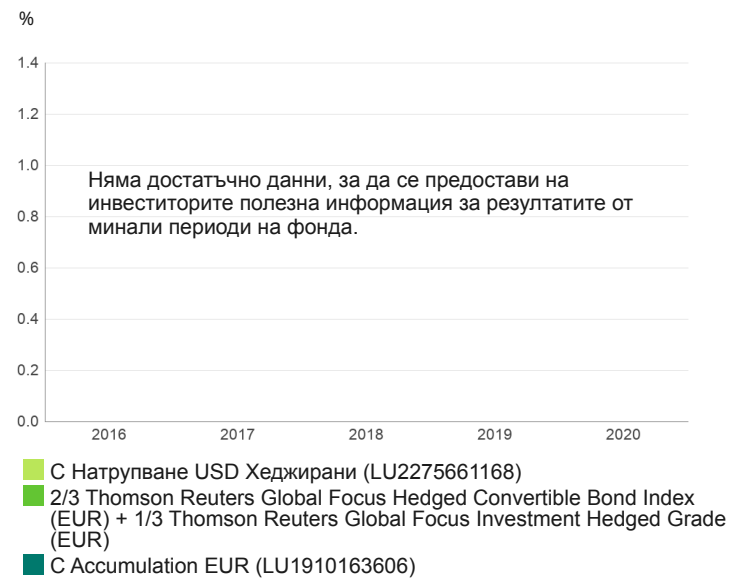 %
1.4
1.2
1.0
Няма достатъчно данни, за да се предостави на
инвеститорите полезна информация за резултатите от
минали периоди на фонда.
0.8
0.6
0.4
0.2
0.0
2016 2017 2018 2019 2020
C Натрупване USD Хеджирани (LU2275661168)
2/3 Thomson Reuters Global Focus Hedged Convertible Bond Index
(EUR) + 1/3 Thomson Reuters Global Focus Investment Hedged Grade
(EUR)
C Accumulation EUR (LU1910163606)